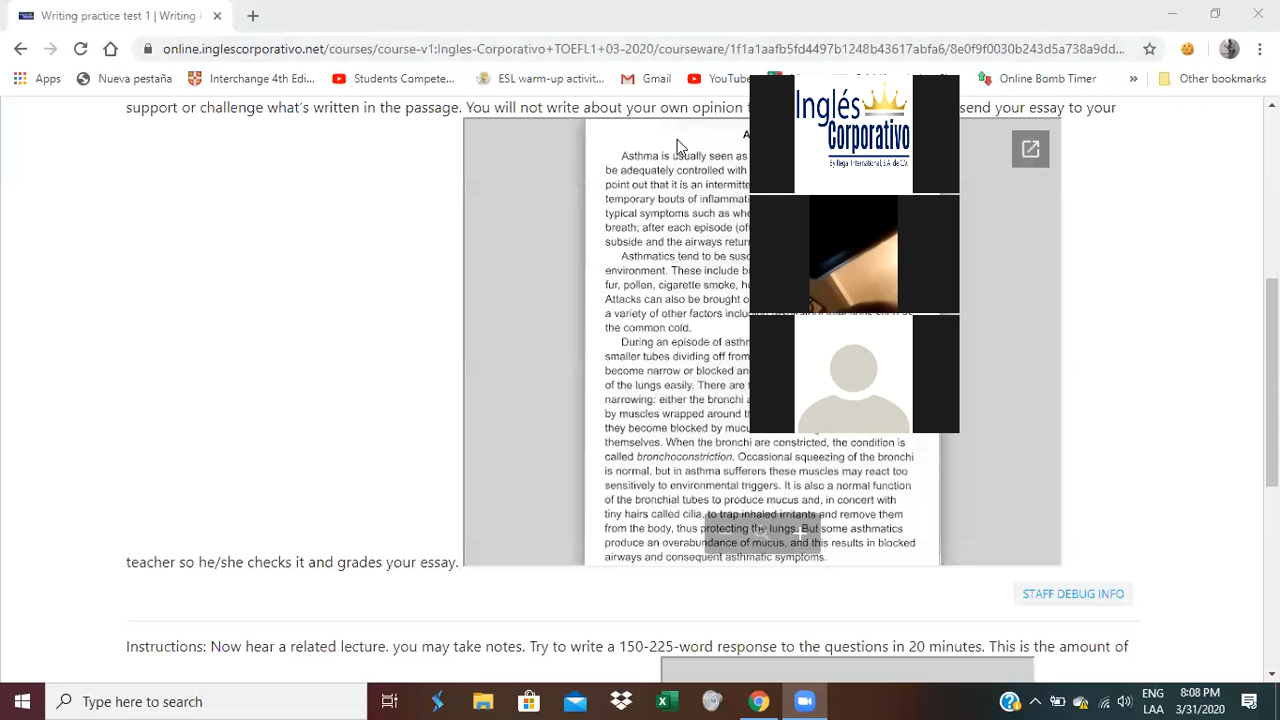 Writing practice test 1 | Writing
online.inglescorporativo.net/courses/course-v1:Ingles-Corporativo+TOEFL1+03-2020/courseware/1f1a1aafb5fd4497b1248b43617abfa6/8e0f9f0030b243d5a738a9dd...
Apps Nueva pestaña Interchange 4th Edi... Students Compete... ESL warm-up activit... Gmail YouTube Online Bomb Timer » Other bookmarks
support or challenge what's written in the passage. You will not write about your own opinion send your essay to your
Inglés
Corporativo
By Regal International, S.A. de C.V.
A
Asthma is usually seen as
be adequately controlled with
point out that it is an intermitte
temporary bouts of inflammati
typical symptoms such as whe
breath; after each episode (of
subside and the airways return
Asthmatics tend to be susc
environment. These include
fur, pollen, cigarette smoke,
Attacks can also be brought
a variety of other factors including respiratory infections such as
the common cold.
During an episode of asthm
smaller tubes dividing off from
become narrow or blocked
of the lungs easily. There are
narrowing: either the bronchi
by muscles wrapped around
they become blocked by
themselves. When the bronchi are constricted, the condition is
called bronchoconstriction. Occasional squeezing of the bronchi
is normal, but in asthma sufferers these muscles may react too
sensitively to environmental triggers. It is also a normal function
of the bronchial tubes to produce mucus and, in concert with
tiny hairs called cilia, to trap inhaled irritants and remove them
from the body, thus protecting the lungs. But some asthmatics
produce an overabundance of mucus, and this results in blocked
airways and consequent asthmatic symptoms.
teacher so he/she checks it and grades your essay.
STAFF DEBUG INFO
Instructions: Now hear a related lecture. you may take notes. Try to write a 150-225-word response to the questions in 20 minutes. This is the amount of
Type here to search
ENG 8:08 PM
LAA 3/31/2020